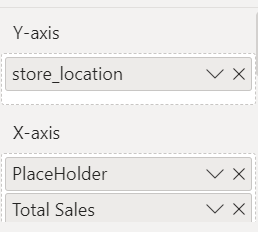 Y-axis
store_location
X-axis
PlaceHolder
Total Sales